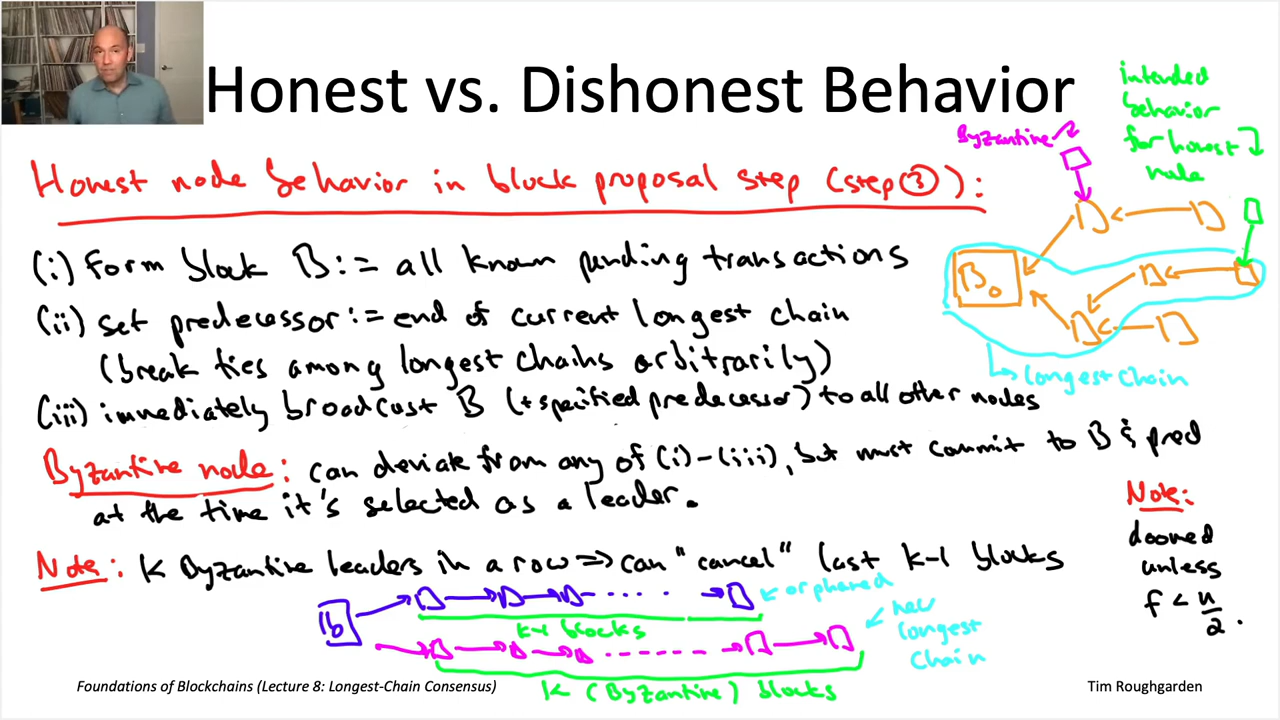 Honest vs. Dishonest Behavior
intended
behavior
for honest
node
Byzantine
Honest node behavior in block proposal step (step ③):
(i) form block B := all known pending transactions
(ii) set predecessor := end of current longest chain
(break ties among longest chains arbitrarily)
(iii) immediately broadcast B (+ specified predecessor) to all other nodes
B₀
longest chain
Byzantine node: can deviate from any of (i)-(iii), but must commit to B & pred
at the time it's selected as a leader.
Note:
doomed
unless
f < n/2.
Note: k Byzantine leaders in a row => can "cancel" last k-1 blocks
b
orphaned
k-1 blocks
new
longest
chain
k (Byzantine) blocks
Foundations of Blockchains (Lecture 8: Longest-Chain Consensus)
Tim Roughgarden